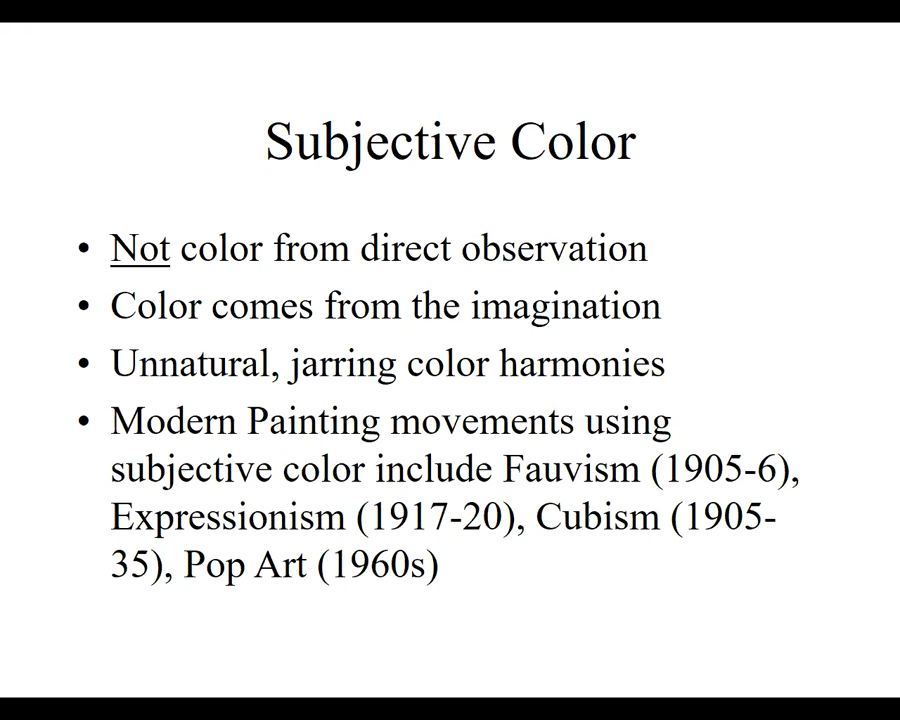 Subjective Color
• Not color from direct observation
• Color comes from the imagination
• Unnatural, jarring color harmonies
• Modern Painting movements using
subjective color include Fauvism (1905-6),
Expressionism (1917-20), Cubism (1905-
35), Pop Art (1960s)